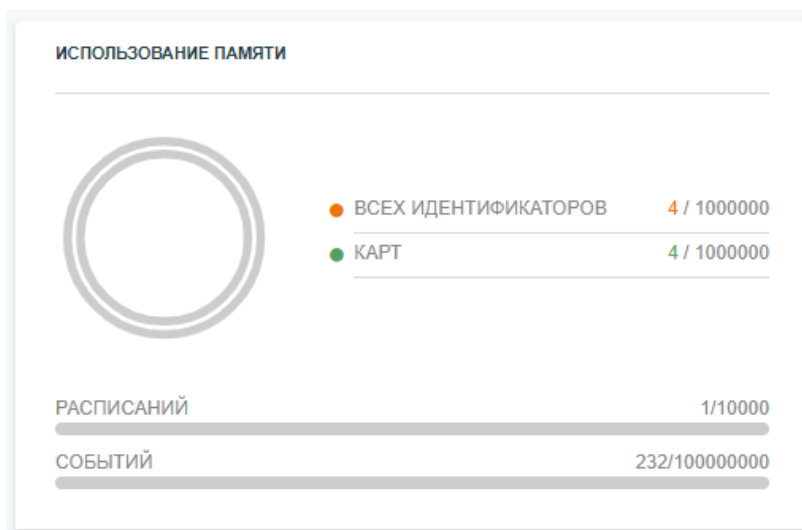 ИСПОЛЬЗОВАНИЕ ПАМЯТИ
ВСЕХ ИДЕНТИФИКАТОРОВ 4 / 1000000
КАРТ 4 / 1000000
РАСПИСАНИЙ 1/10000
СОБЫТИЙ 232/100000000